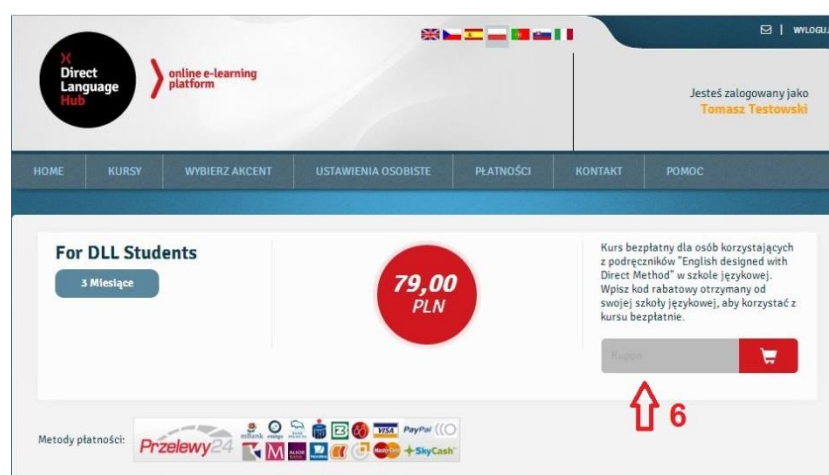 WYLOGUJ
Direct
Language
Hub
online e-learning
platform
Jesteś zalogowany jako
Tomasz Testowski
HOME KURSY WYBIERZ AKCENT USTAWIENIA OSOBISTE PŁATNOŚCI KONTAKT POMOC
For DLL Students
3 Miesiące
79,00
PLN
Kurs bezpłatny dla osób korzystających
z podręczników "English designed with
Direct Method" w szkole językowej.
Wpisz kod rabatowy otrzymany od
swojej szkoły językowej, aby korzystać z
kursu bezpłatnie.
Kupon
6
Metody płatności:
Przelewy24
mBank
VISA PayPal
MasterCard +SkyCash